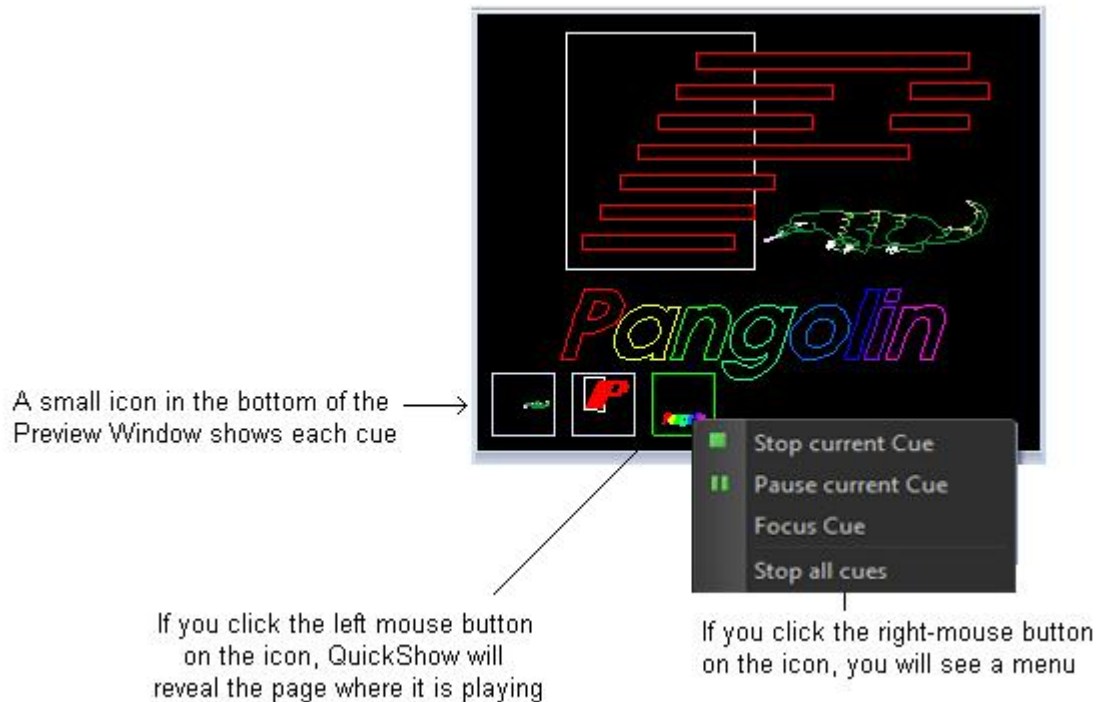 Pangolin
A small icon in the bottom of the
Preview Window shows each cue
P
Stop current Cue
Pause current Cue
Focus Cue
Stop all cues
If you click the left mouse button
on the icon, QuickShow will
reveal the page where it is playing
If you click the right-mouse button
on the icon, you will see a menu